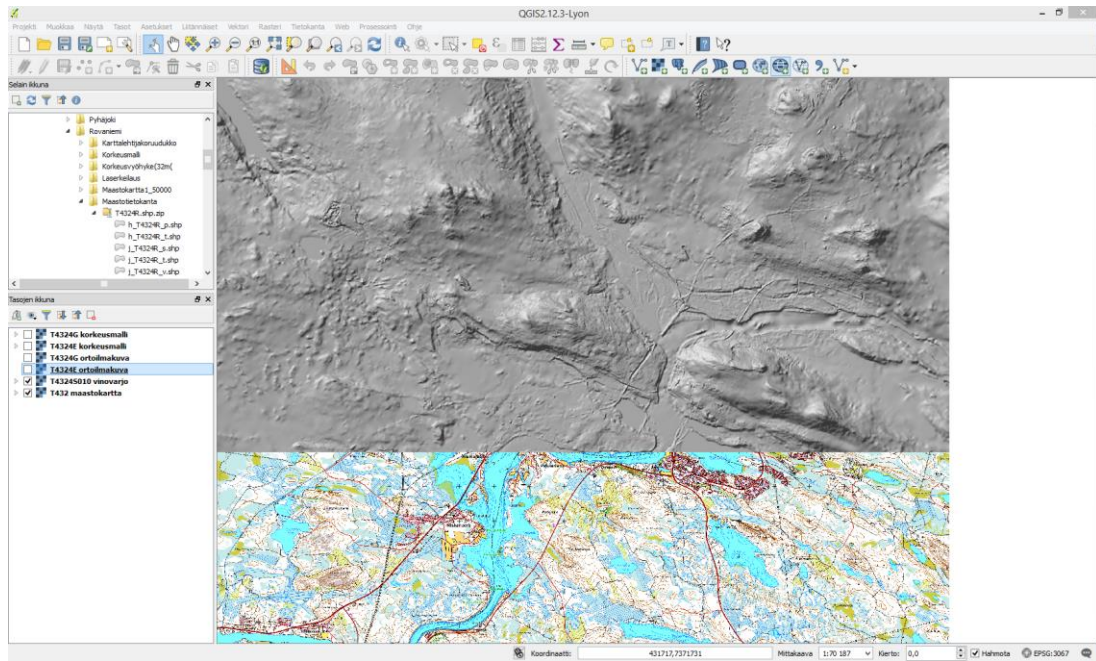 QGIS2.12.3-Lyon
Projekti Muokkaa Näytä Tasot Asetukset Liitännäiset Vektori Rasteri Tietokanta Web Prosessointi Ohje
Selain ikkuna
Pyhäjoki
Rovaniemi
Karttalehtijakoruudukko
Korkeusmalli
Korkeusvyöhyke(32m(
Laserkeilaus
Maastokartta1_50000
Maastotietokanta
T4324R.shp.zip
h_T4324R_p.shp
h_T4324R_t.shp
j_T4324R_s.shp
j_T4324R_t.shp
j_T4324R_v.shp
Tasojen ikkuna
T4324G korkeusmalli
T4324E korkeusmalli
T4324G ortoilmakuva
T4324E ortoilmakuva
T4324S010 vinovarjo
T432 maastokartta
Koordinaatti: 431717,7371731 Mittakaava 1:70 187 Kierto: 0,0 Hahmota EPSG:3067